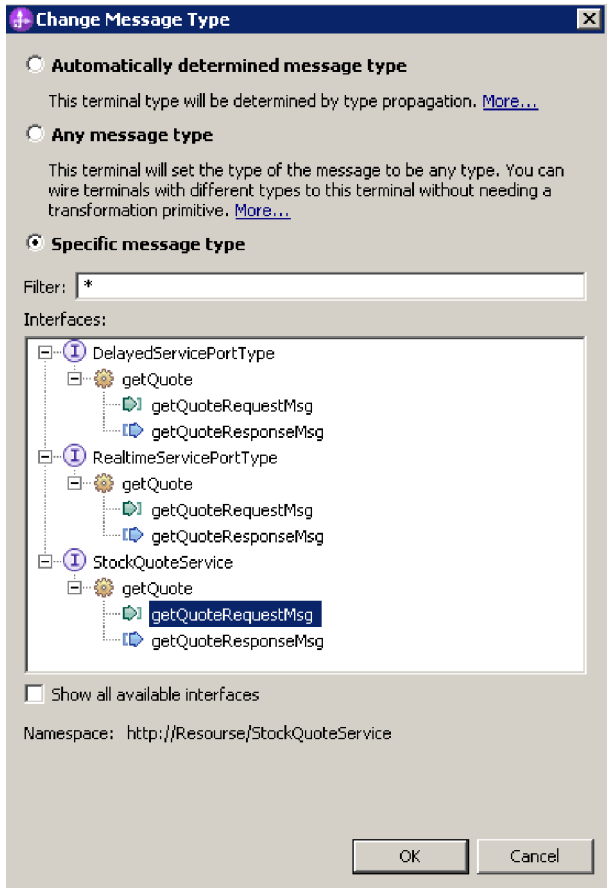 Change Message Type
Automatically determined message type
This terminal type will be determined by type propagation. More...
Any message type
This terminal will set the type of the message to be any type. You can
wire terminals with different types to this terminal without needing a
transformation primitive. More...
Specific message type
Filter: *
Interfaces:
DelayedServicePortType
getQuote
getQuoteRequestMsg
getQuoteResponseMsg
RealtimeServicePortType
getQuote
getQuoteRequestMsg
getQuoteResponseMsg
StockQuoteService
getQuote
getQuoteRequestMsg
getQuoteResponseMsg
Show all available interfaces
Namespace: http://Resourse/StockQuoteService
OK Cancel